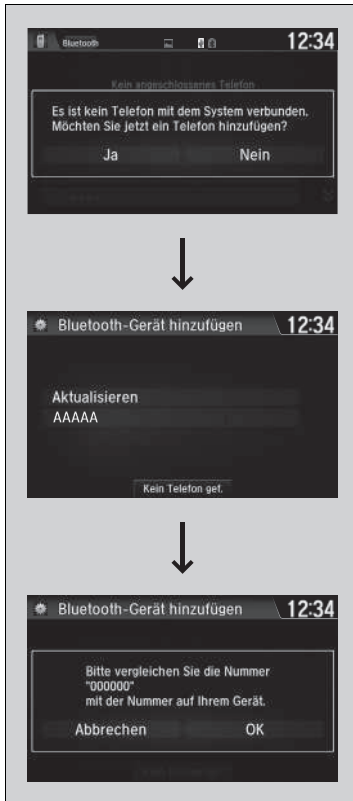 Bluetooth 12:34
Kein angeschlossenes Telefon
Es ist kein Telefon mit dem System verbunden.
Möchten Sie jetzt ein Telefon hinzufügen?
Ja Nein
Bluetooth-Gerät hinzufügen 12:34
Aktualisieren
AAAAA
Kein Telefon gef.
Bluetooth-Gerät hinzufügen 12:34
Bitte vergleichen Sie die Nummer
"000000"
mit der Nummer auf Ihrem Gerät.
Abbrechen OK